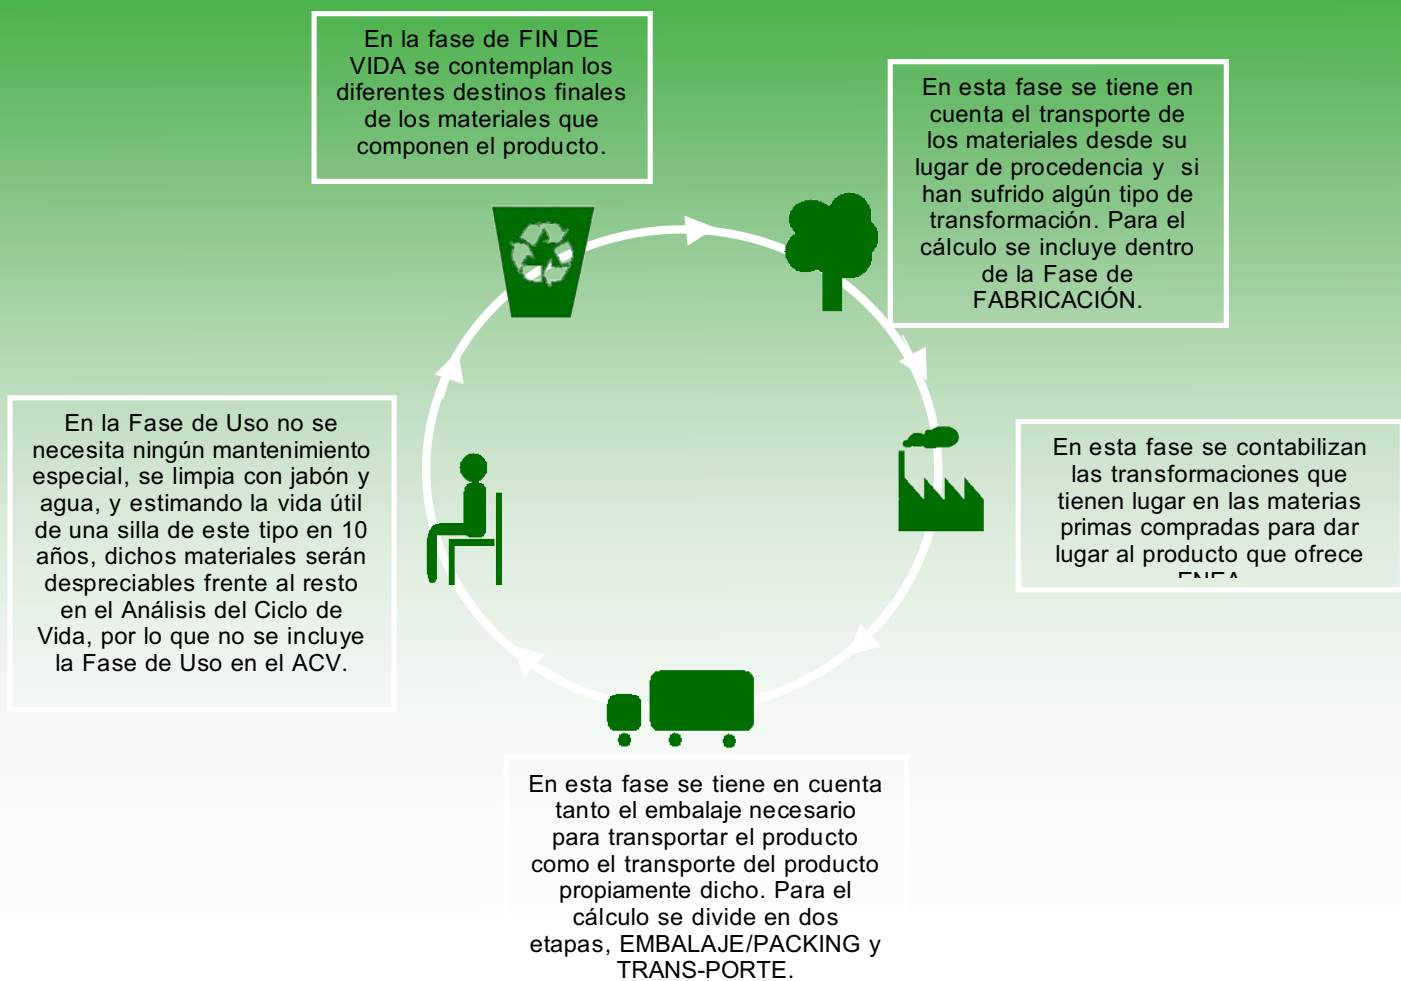 En la fase de FIN DE
VIDA se contemplan los
diferentes destinos finales
de los materiales que
componen el producto.
En esta fase se tiene en
cuenta el transporte de
los materiales desde su
lugar de procedencia y  si
han sufrido algún tipo de
transformación. Para el
cálculo se incluye dentro
de la Fase de
FABRICACIÓN.
En la Fase de Uso no se
necesita ningún mantenimiento
especial, se limpia con jabón y
agua, y estimando la vida útil
de una silla de este tipo en 10
años, dichos materiales serán
despreciables frente al resto
en el Análisis del Ciclo de
Vida, por lo que no se incluye
la Fase de Uso en el ACV.
En esta fase se contabilizan
las transformaciones que
tienen lugar en las materias
primas compradas para dar
lugar al producto que ofrece
En esta fase se tiene en cuenta
tanto el embalaje necesario
para transportar el producto
como el transporte del producto
propiamente dicho. Para el
cálculo se divide en dos
etapas, EMBALAJE/PACKING y
TRANS-PORTE.